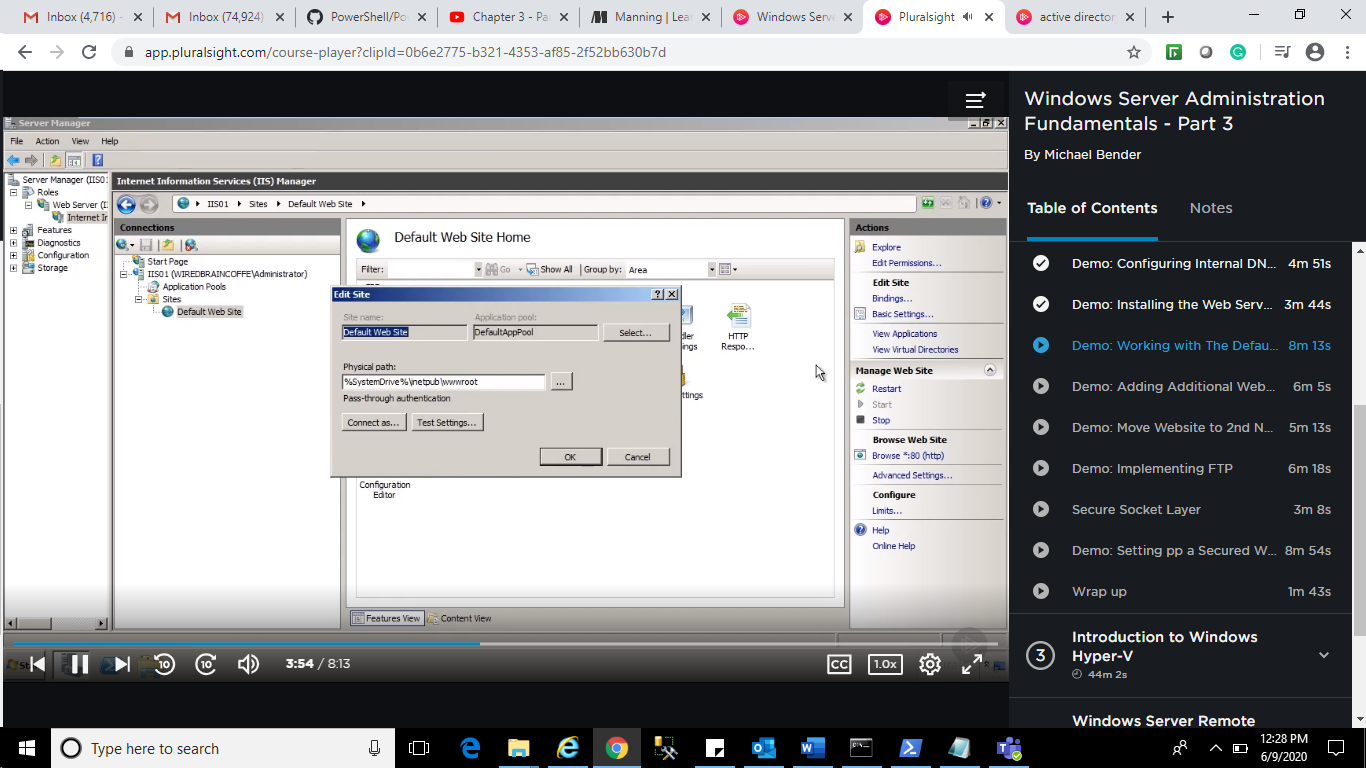 Inbox (4,716) -
Inbox (74,924)
PowerShell/Po
Chapter 3 - Pa
Manning | Lea
Windows Serv
Pluralsight
active director
app.pluralsight.com/course-player?clipId=0b6e2775-b321-4353-af85-2f52bb630b7d
Server Manager
File Action View Help
Server Manager (IIS01
Roles
Web Server (I
Internet Ir
Features
Diagnostics
Configuration
Storage
Internet Information Services (IIS) Manager
IIS01 Sites Default Web Site
Connections
Start Page
IIS01 (WIREDBRAINCOFFE\Administrator)
Application Pools
Sites
Default Web Site
Default Web Site Home
Filter: Go Show All Group by: Area
HTTP
Respo...
Configuration
Editor
Features View Content View
Edit Site
Site name: Application pool:
Default Web Site DefaultAppPool Select...
Physical path:
%SystemDrive%\inetpub\wwwroot ...
Pass-through authentication
Connect as... Test Settings...
OK Cancel
Actions
Explore
Edit Permissions...
Edit Site
Bindings...
Basic Settings...
View Applications
View Virtual Directories
Manage Web Site
Restart
Start
Stop
Browse Web Site
Browse *:80 (http)
Advanced Settings...
Configure
Limits...
Help
Online Help
10 10 3:54 / 8:13 CC 1.0x
Windows Server Administration
Fundamentals - Part 3
By Michael Bender
Table of Contents Notes
Demo: Configuring Internal DN... 4m 51s
Demo: Installing the Web Serv... 3m 44s
Demo: Working with The Defau... 8m 13s
Demo: Adding Additional Web... 6m 5s
Demo: Move Website to 2nd N... 5m 13s
Demo: Implementing FTP 6m 18s
Secure Socket Layer 3m 8s
Demo: Setting pp a Secured W... 8m 54s
Wrap up 1m 43s
3
Introduction to Windows
Hyper-V
44m 2s
Windows Server Remote
Type here to search
12:28 PM
6/9/2020